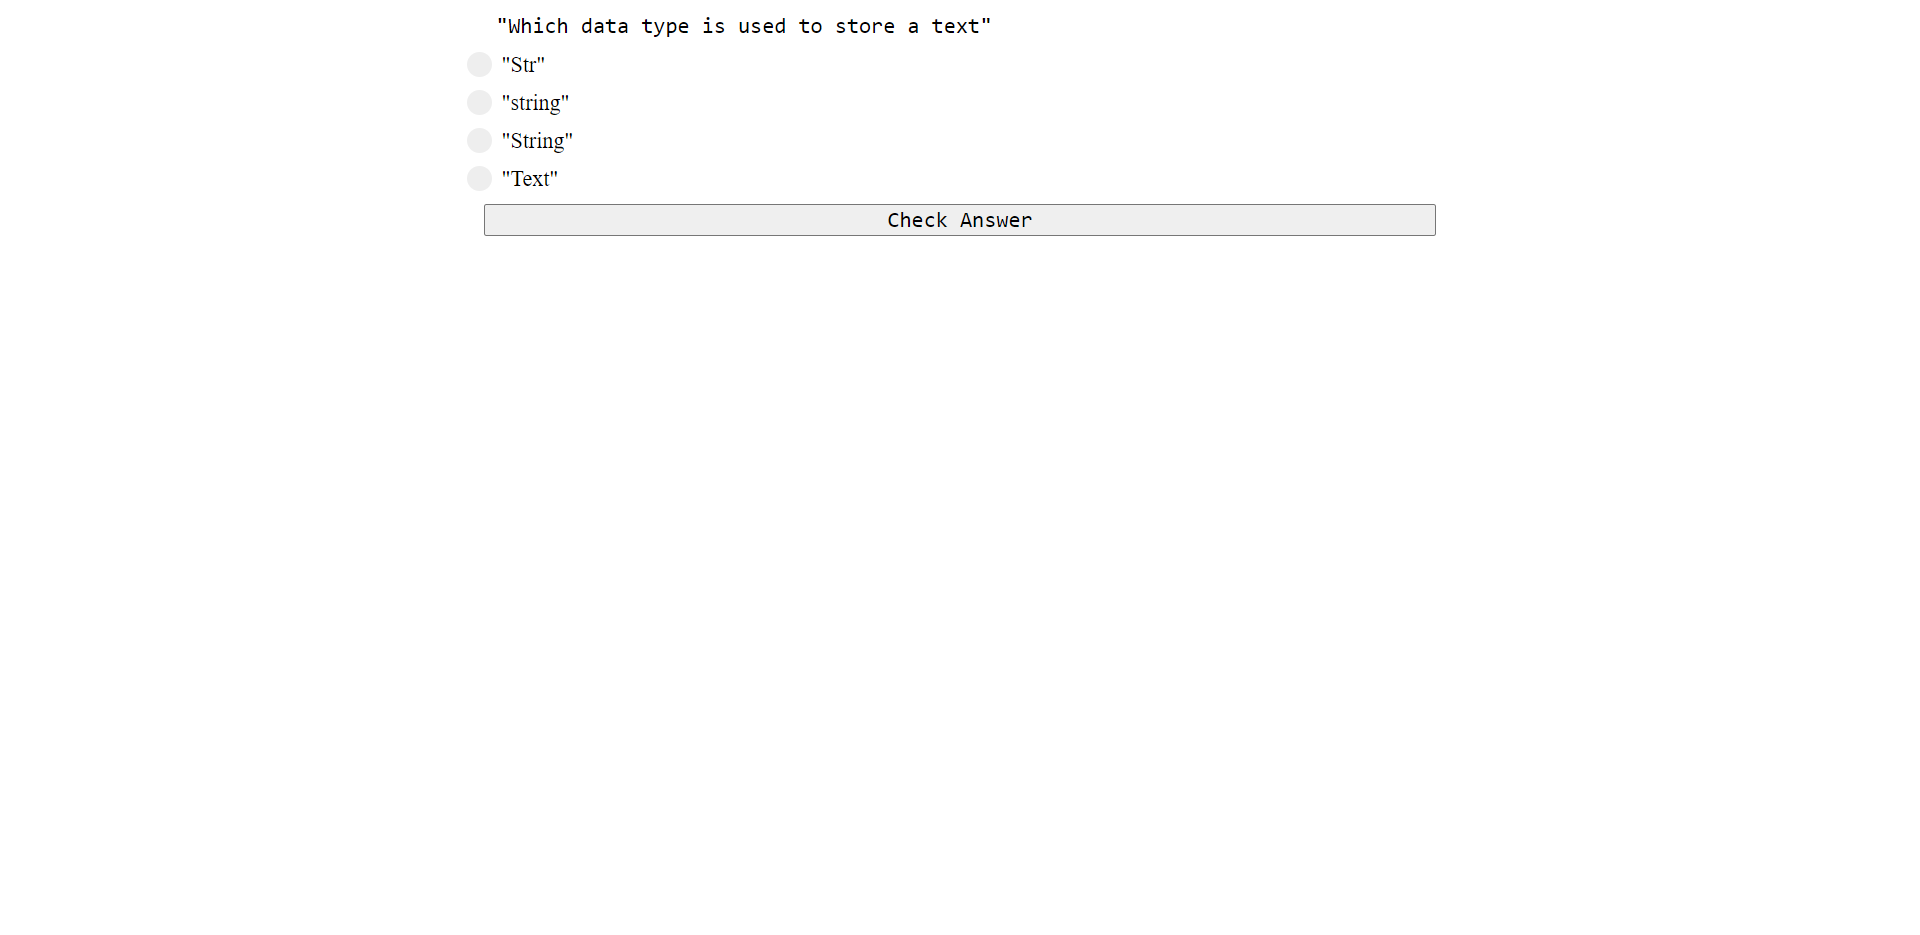 "Which data type is used to store a text"
"Str"
"string"
"String"
"Text"
Check Answer